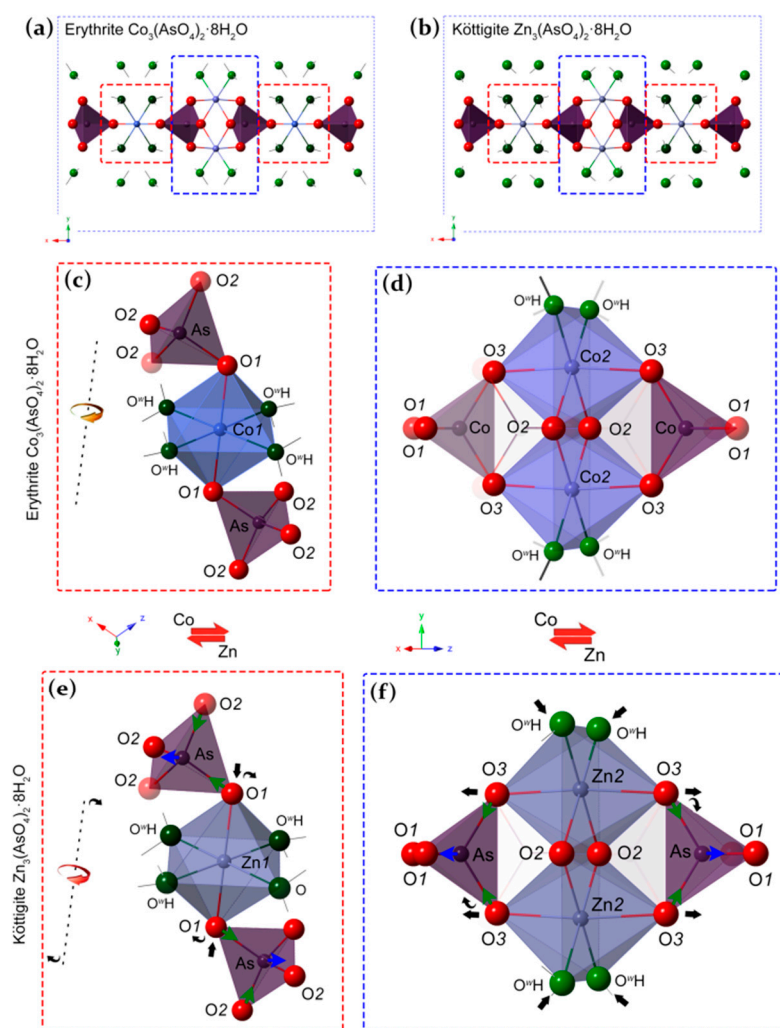 (a) Erythrite Co₃(AsO₄)₂·8H₂O
(b) Köttigite Zn₃(AsO₄)₂·8H₂O
y
x
y
x
Erythrite Co₃(AsO₄)₂·8H₂O
(c)
O2
O2
As
O2
O1
OʷH
OʷH
Co1
OʷH
OʷH
O1
As
O2
O2
O2
(d)
OʷH
OʷH
Co2
O3
O3
O1
O1
Co
O2
O2
Co
O1
O1
Co2
O3
O3
OʷH
OʷH
x
z
y
Co
Zn
y
x
z
Co
Zn
Köttigite Zn₃(AsO₄)₂·8H₂O
(e)
O2
O2
As
O2
O1
OʷH
OʷH
Zn1
OʷH
O
O1
As
O2
O2
(f)
OʷH
OʷH
Zn2
O3
O3
O1
O1
As
O2
O2
As
O1
O1
Zn2
O3
O3
OʷH
OʷH